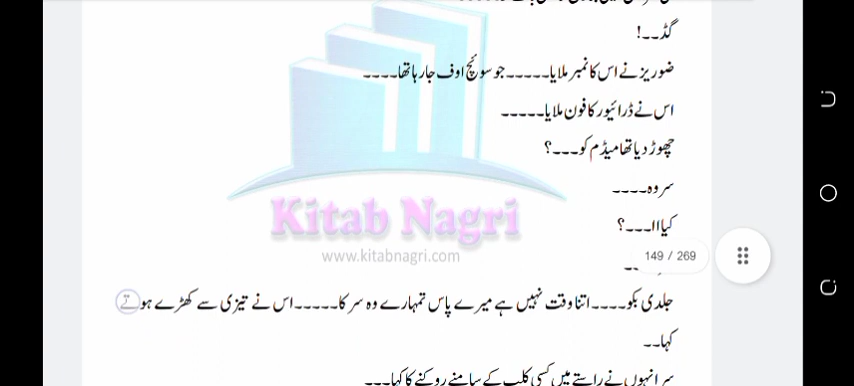 گڈ۔۔!
ضوریز نے اس کا نمبر ملایا۔۔۔۔۔جو سوئچ اوف جا رہا تھا۔۔۔۔
اس نے ڈرائیور کا فون ملایا۔۔۔۔۔
چھوڑ دیا تھا میڈم کو۔۔۔؟
سر وہ۔۔۔۔
کیااا۔۔۔؟
جلدی بکو۔۔۔۔اتنا وقت نہیں ہے میرے پاس تمہارے وہ سر کا۔۔۔۔۔اس نے تیزی سے کھڑے ہوتے
کہا۔۔
سر انہوں نے راستے میں کسی کلب کے سامنے روکنے کا کہا۔۔۔
Kitab Nagri
www.kitabnagri.com
149 / 269